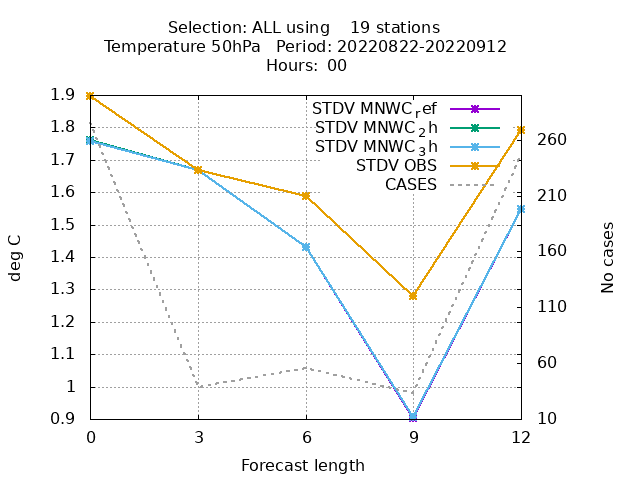 Selection: ALL using    19 stations
Temperature 50hPa   Period: 20220822-20220912
Hours:  00
STDV MNWC_ref
STDV MNWC_2h
STDV MNWC_3h
STDV OBS
CASES
1.9
1.8
1.7
1.6
1.5
1.4
1.3
1.2
1.1
1
0.9
deg C
260
210
160
110
60
10
No cases
0 3 6 9 12
Forecast length